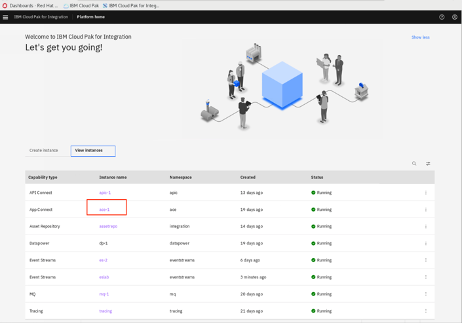 Dashboards · Red Hat ... IBM Cloud Pak IBM Cloud Pak for Integ...
IBM Cloud Pak for Integration Platform home
Welcome to IBM Cloud Pak for Integration
Show less
Let's get you going!
Create instance View instances
Capability type Instance name Namespace Created Status
API Connect apic-1 apic 13 days ago Running
App Connect ace-1 ace 19 days ago Running
Asset Repository assetrepo integration 14 days ago Running
Datapower dp-1 datapower 19 days ago Running
Event Streams es-1 eventstreams 6 days ago Running
Event Streams eventstreams 3 minutes ago Running
MQ mq-1 mq 20 days ago Running
Tracing tracing tracing 21 days ago Running